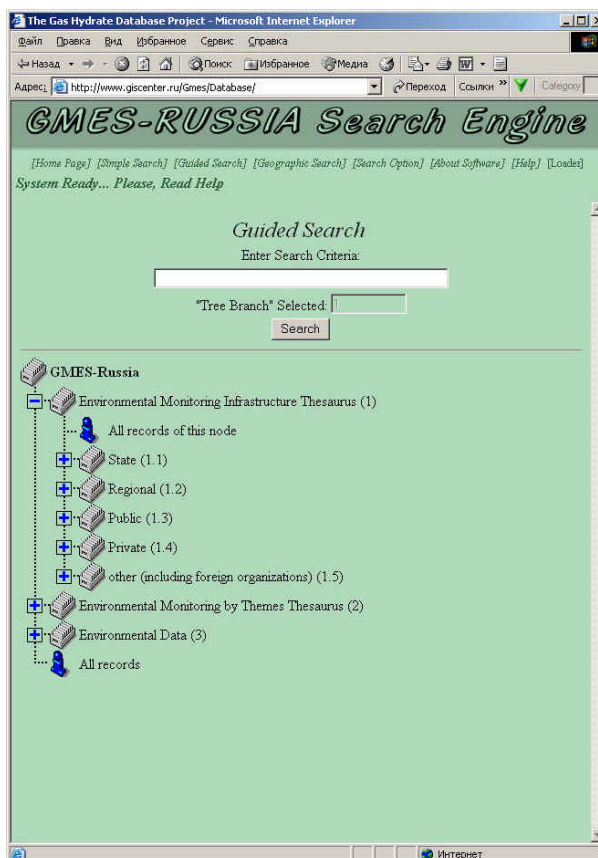 The Gas Hydrate Database Project - Microsoft Internet Explorer
Файл Правка Вид Избранное Сервис Справка
Назад Поиск Избранное Медиа
Адрес: http://www.giscenter.ru/Gmes/Database/ Переход Ссылки » Category
GMES-RUSSIA Search Engine
[Home Page] [Simple Search] [Guided Search] [Geographic Search] [Search Option] [About Software] [Help] [Loader]
System Ready... Please, Read Help
Guided Search
Enter Search Criteria:
"Tree Branch" Selected: 1
Search
GMES-Russia
Environmental Monitoring Infrastructure Thesaurus (1)
All records of this node
State (1.1)
Regional (1.2)
Public (1.3)
Private (1.4)
other (including foreign organizations) (1.5)
Environmental Monitoring by Themes Thesaurus (2)
Environmental Data (3)
All records
Интернет